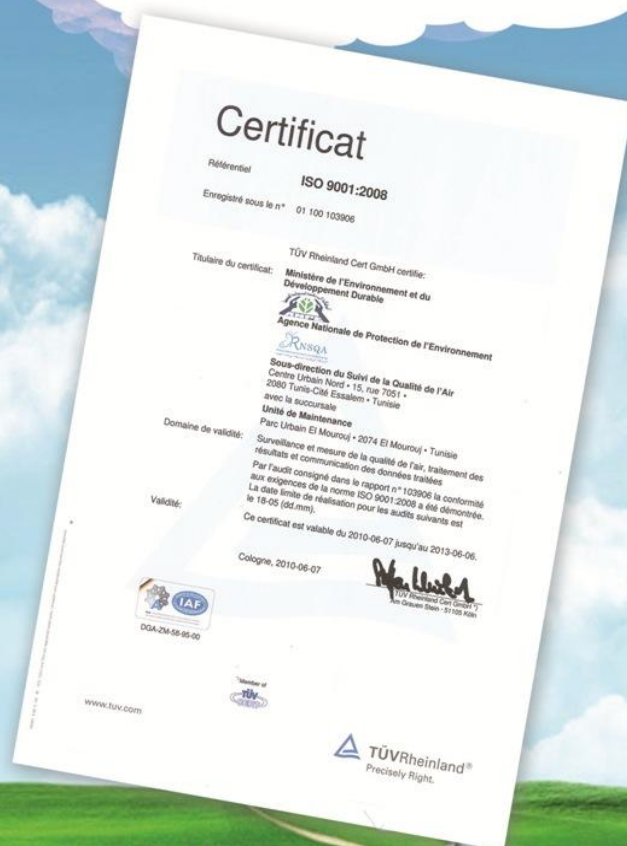 Certificat
Référentiel ISO 9001:2008
Enregistré sous le n° 01 100 103906
TÜV Rheinland Cert GmbH certifie:
Titulaire du certificat: Ministère de l'Environnement et du
Développement Durable
Agence Nationale de Protection de l'Environnement
RNSQA
Sous-direction du Suivi de la Qualité de l'Air
Centre Urbain Nord • 15, rue 7051 •
2080 Tunis-Cité Essalem • Tunisie
avec la succursale
Unité de Maintenance
Parc Urbain El Mourouj • 2074 El Mourouj • Tunisie
Domaine de validité: Surveillance et mesure de la qualité de l'air, traitement des
résultats et communication des données traitées
Par l'audit consigné dans le rapport n° 103906 la conformité
aux exigences de la norme ISO 9001:2008 a été démontrée.
La date limite de réalisation pour les audits suivants est
le 18-05 (dd.mm).
Validité: Ce certificat est valable du 2010-06-07 jusqu'au 2013-06-06.
Cologne, 2010-06-07
TÜV Rheinland Cert GmbH
Am Grauen Stein · 51105 Köln
IAF
DGA-ZM-58-95-00
Member of
TÜV
CERT
www.tuv.com
TÜVRheinland®
Precisely Right.